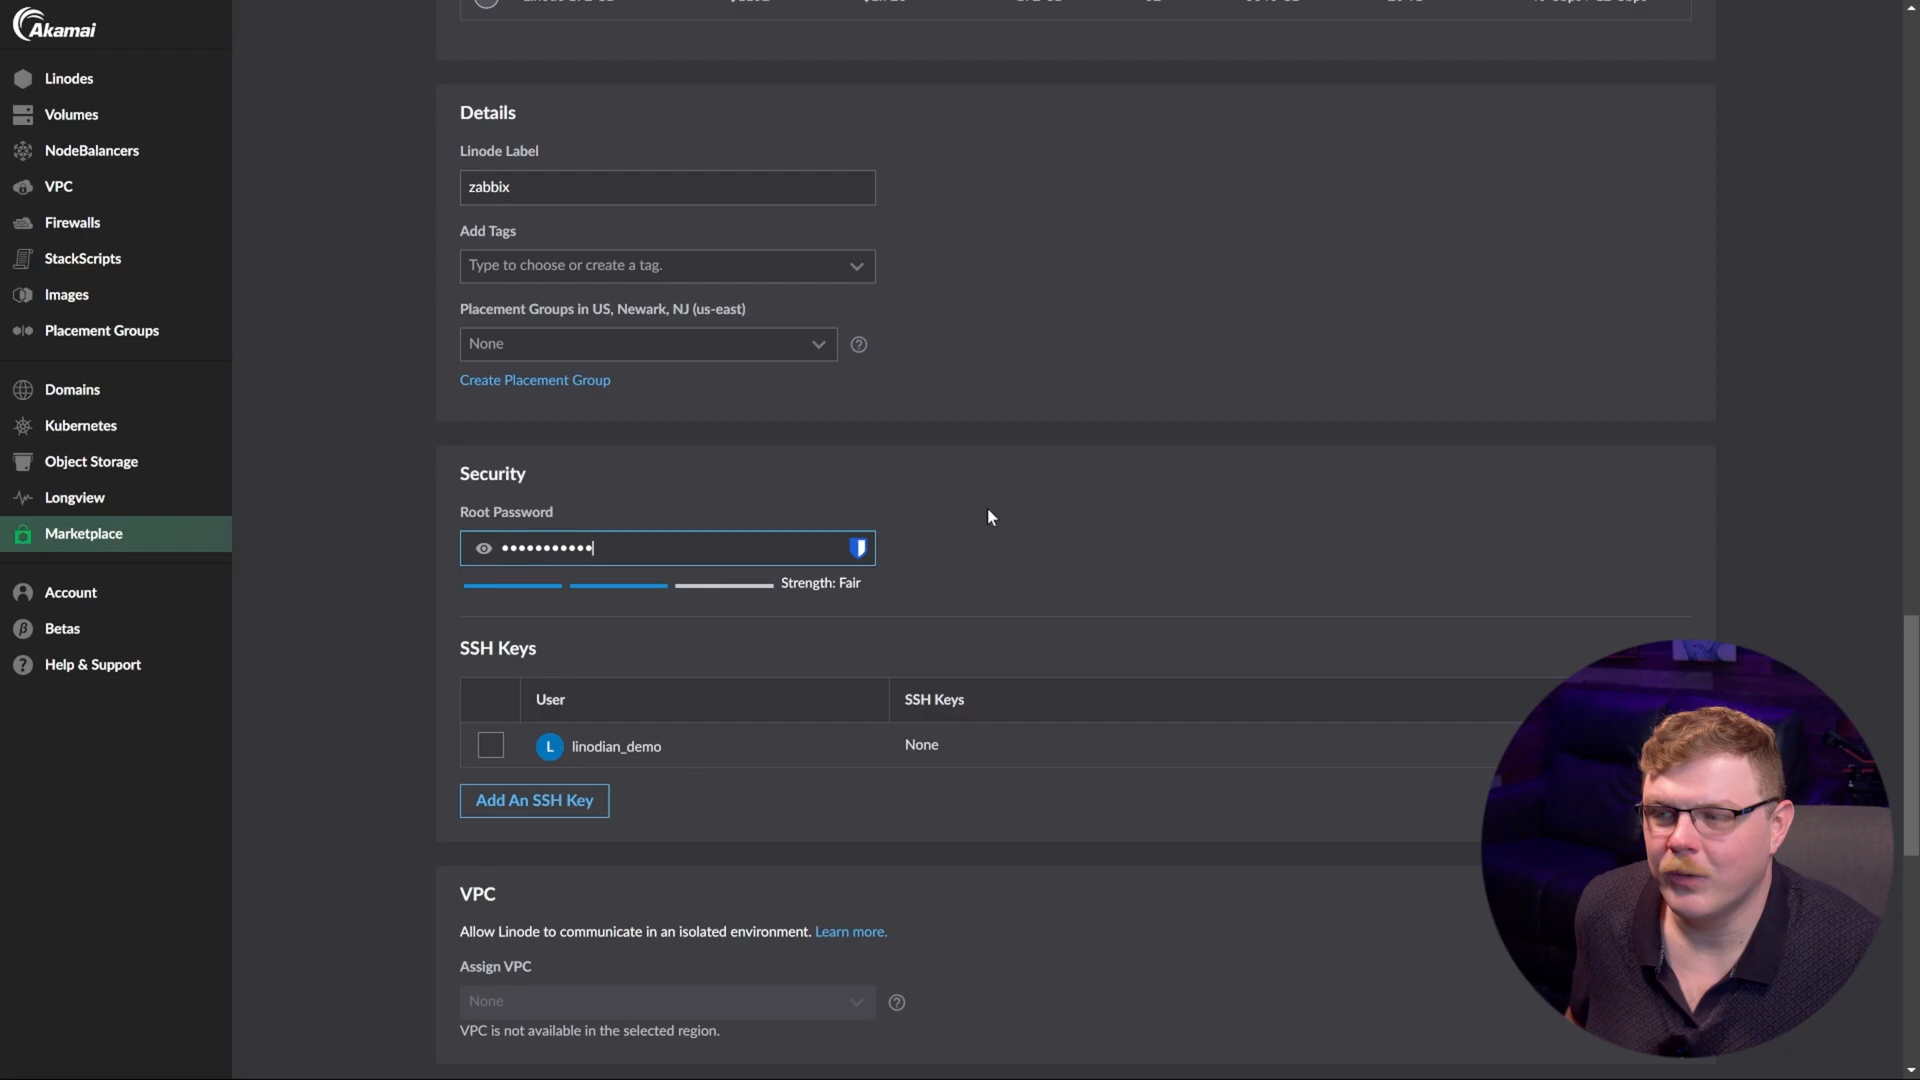 Akamai
Linodes
Volumes
NodeBalancers
VPC
Firewalls
StackScripts
Images
Placement Groups
Domains
Kubernetes
Object Storage
Longview
Marketplace
Account
Betas
Help & Support
Details
Linode Label
zabbix
Add Tags
Type to choose or create a tag.
Placement Groups in US, Newark, NJ (us-east)
None
Create Placement Group
Security
Root Password
•••••••••••
Strength: Fair
SSH Keys
User SSH Keys
L linodian_demo None
Add An SSH Key
VPC
Allow Linode to communicate in an isolated environment. Learn more.
Assign VPC
None
VPC is not available in the selected region.